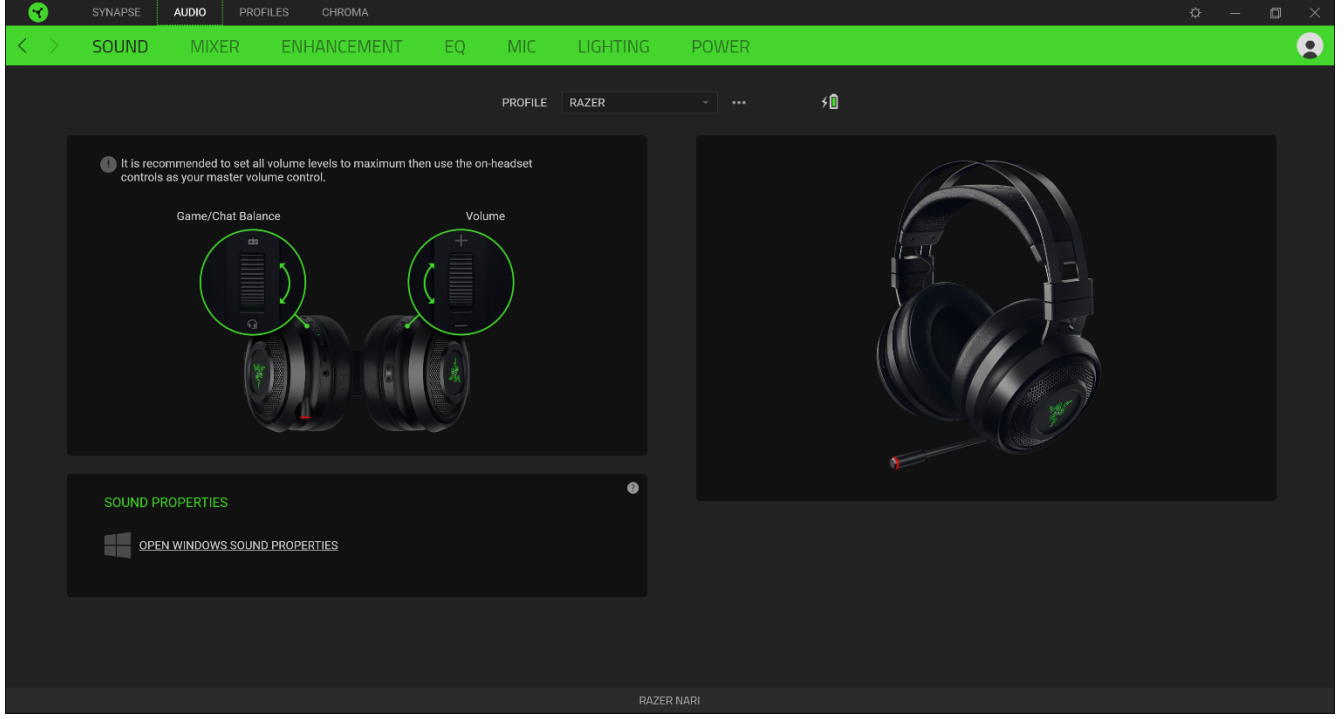 SYNAPSE AUDIO PROFILES CHROMA
SOUND MIXER ENHANCEMENT EQ MIC LIGHTING POWER
PROFILE RAZER
It is recommended to set all volume levels to maximum then use the on-headset
controls as your master volume control.
Game/Chat Balance
Volume
SOUND PROPERTIES
OPEN WINDOWS SOUND PROPERTIES
RAZER NARI